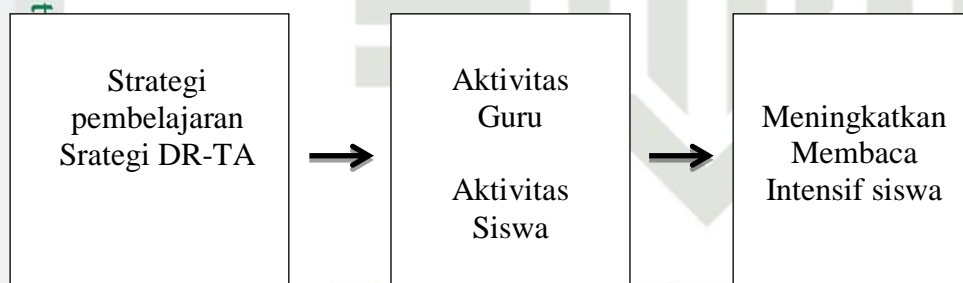 Strategi
pembelajaran
Srategi DR-TA
Aktivitas
Guru
Aktivitas
Siswa
Meningkatkan
Membaca
Intensif siswa